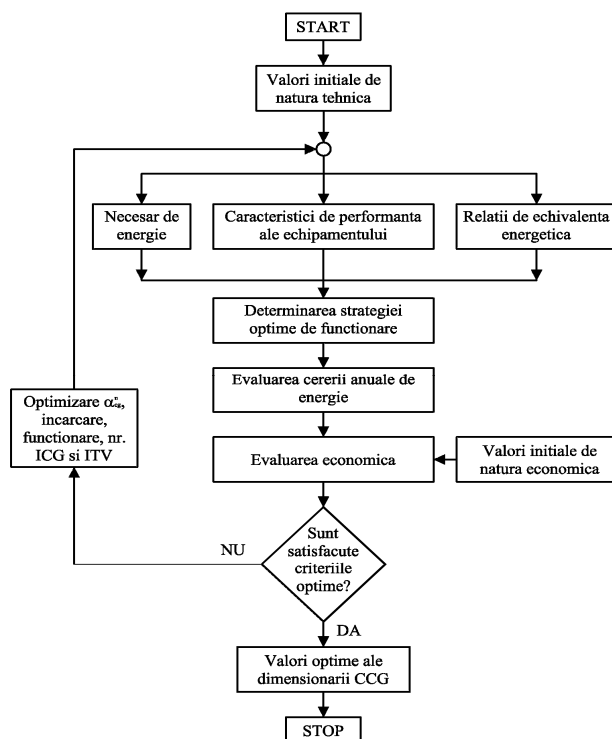 START
Valori initiale de
natura tehnica
Necesar de
energie
Caracteristici de performanta
ale echipamentului
Relatii de echivalenta
energetica
Determinarea strategiei
optime de functionare
Evaluarea cererii anuale de
energie
Optimizare
incarcare,
functionare, nr.
ICG si ITV
Evaluarea economica
Valori initiale de
natura economica
Sunt
satisfacute
criteriile
optime?
NU
DA
Valori optime ale
dimensionarii CCG
STOP